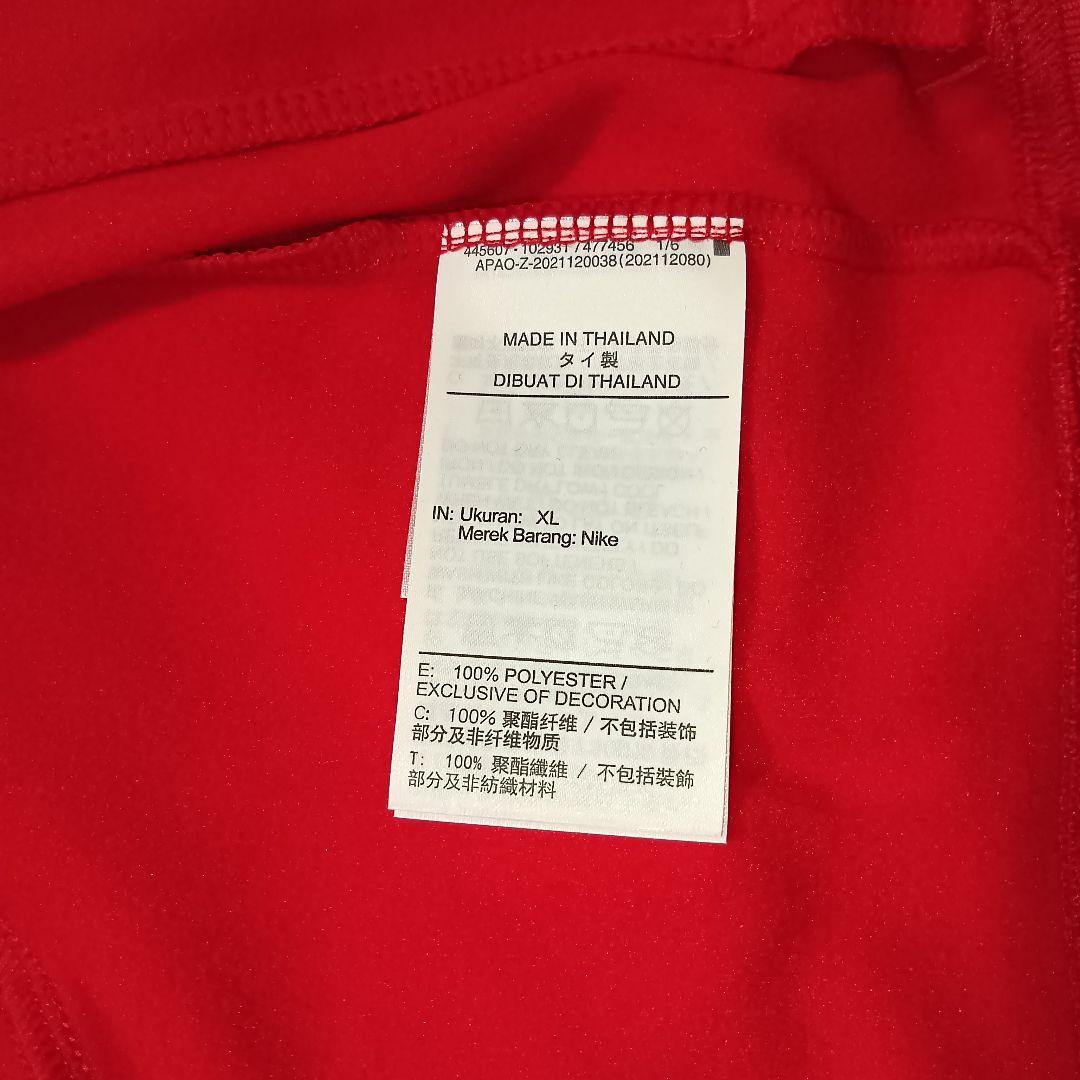 445607-102931 / 477456 1/6
APAO-Z-2021120038(202112080)
MADE IN THAILAND
タイ製
DIBUAT DI THAILAND
IN: Ukuran: XL
Merek Barang: Nike
E: 100% POLYESTER /
EXCLUSIVE OF DECORATION
C: 100% 聚酯纤维 / 不包括装饰
部分及非纤维物质
T: 100% 聚酯纖維 / 不包括裝飾
部分及非紡織材料